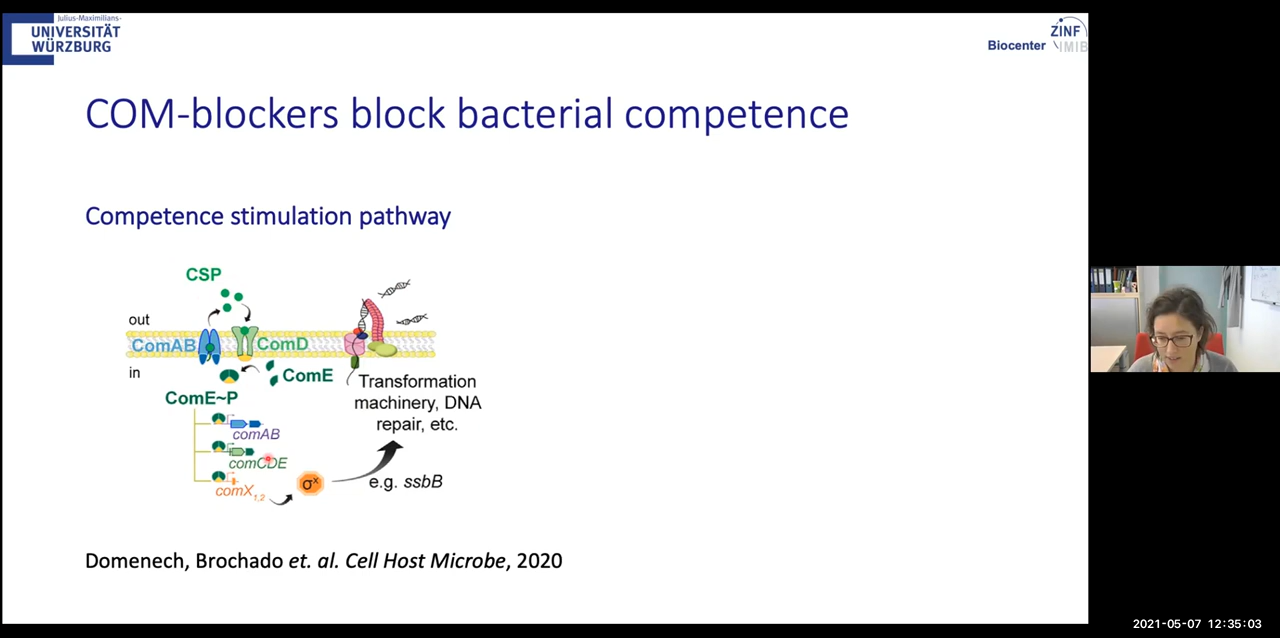 Julius-Maximilians-
UNIVERSITÄT
WÜRZBURG
ZINF
Biocenter
IMIB
COM-blockers block bacterial competence
Competence stimulation pathway
CSP
out
ComAB
ComD
in
ComE
ComE~P
Transformation
machinery, DNA
repair, etc.
comAB
comCDE
comX1,2
σx
e.g. ssbB
Domenech, Brochado et. al. Cell Host Microbe, 2020
2021-05-07 12:35:03